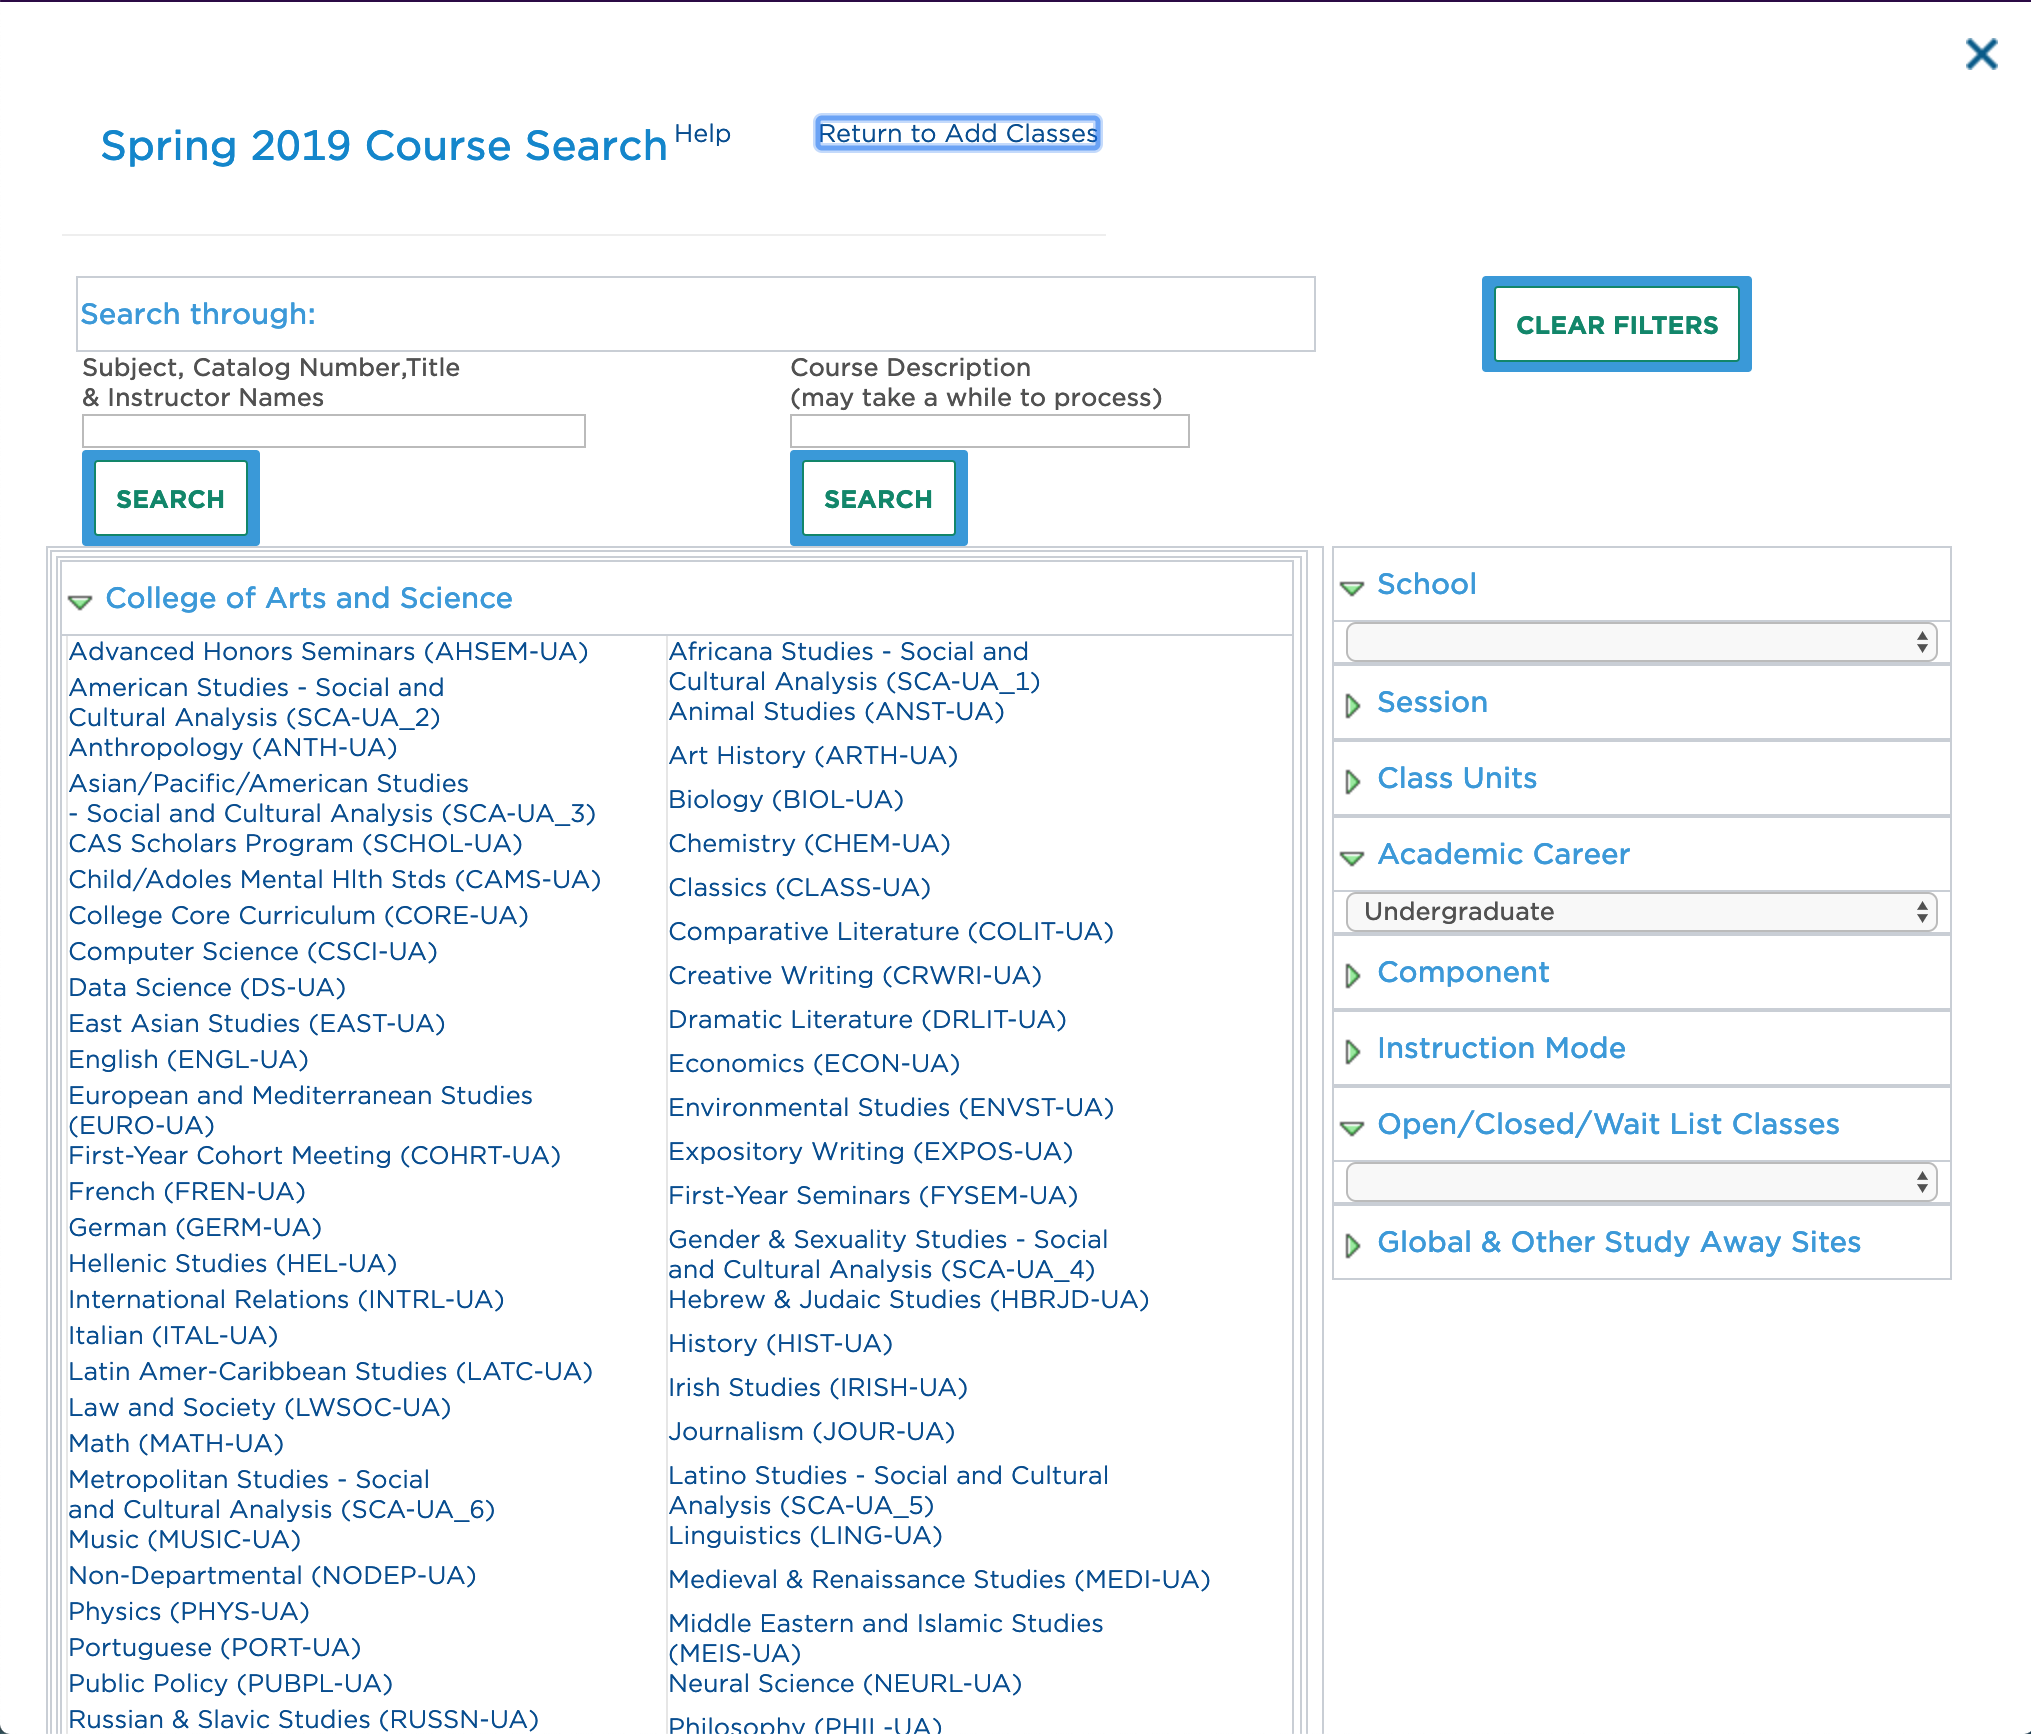 Spring 2019 Course Search
Help
Return to Add Classes
Search through:
CLEAR FILTERS
Subject, Catalog Number,Title
& Instructor Names
Course Description
(may take a while to process)
SEARCH
SEARCH
College of Arts and Science
Advanced Honors Seminars (AHSEM-UA)
American Studies - Social and
Cultural Analysis (SCA-UA_2)
Anthropology (ANTH-UA)
Asian/Pacific/American Studies
- Social and Cultural Analysis (SCA-UA_3)
CAS Scholars Program (SCHOL-UA)
Child/Adoles Mental Hlth Stds (CAMS-UA)
College Core Curriculum (CORE-UA)
Computer Science (CSCI-UA)
Data Science (DS-UA)
East Asian Studies (EAST-UA)
English (ENGL-UA)
European and Mediterranean Studies
(EURO-UA)
First-Year Cohort Meeting (COHRT-UA)
French (FREN-UA)
German (GERM-UA)
Hellenic Studies (HEL-UA)
International Relations (INTRL-UA)
Italian (ITAL-UA)
Latin Amer-Caribbean Studies (LATC-UA)
Law and Society (LWSOC-UA)
Math (MATH-UA)
Metropolitan Studies - Social
and Cultural Analysis (SCA-UA_6)
Music (MUSIC-UA)
Non-Departmental (NODEP-UA)
Physics (PHYS-UA)
Portuguese (PORT-UA)
Public Policy (PUBPL-UA)
Russian & Slavic Studies (RUSSN-UA)
Africana Studies - Social and
Cultural Analysis (SCA-UA_1)
Animal Studies (ANST-UA)
Art History (ARTH-UA)
Biology (BIOL-UA)
Chemistry (CHEM-UA)
Classics (CLASS-UA)
Comparative Literature (COLIT-UA)
Creative Writing (CRWRI-UA)
Dramatic Literature (DRLIT-UA)
Economics (ECON-UA)
Environmental Studies (ENVST-UA)
Expository Writing (EXPOS-UA)
First-Year Seminars (FYSEM-UA)
Gender & Sexuality Studies - Social
and Cultural Analysis (SCA-UA_4)
Hebrew & Judaic Studies (HBRJD-UA)
History (HIST-UA)
Irish Studies (IRISH-UA)
Journalism (JOUR-UA)
Latino Studies - Social and Cultural
Analysis (SCA-UA_5)
Linguistics (LING-UA)
Medieval & Renaissance Studies (MEDI-UA)
Middle Eastern and Islamic Studies
(MEIS-UA)
Neural Science (NEURL-UA)
Philosophy (PHIL-UA)
School
Session
Class Units
Academic Career
Undergraduate
Component
Instruction Mode
Open/Closed/Wait List Classes
Global & Other Study Away Sites